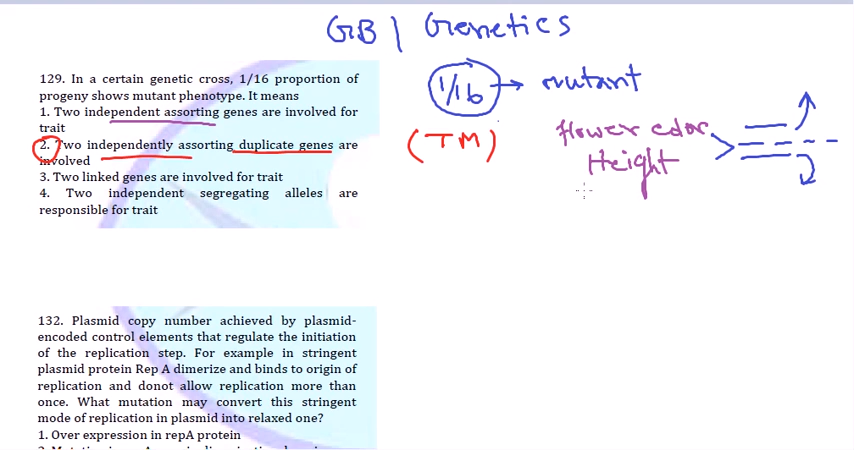 GB | Genetics
129. In a certain genetic cross, 1/16 proportion of
progeny shows mutant phenotype. It means
1. Two independent assorting genes are involved for
trait
2. Two independently assorting duplicate genes are
involved
3. Two linked genes are involved for trait
4. Two independent segregating alleles are
responsible for trait
1/16 → mutant
(TM)
flower color
Height
132. Plasmid copy number achieved by plasmid-
encoded control elements that regulate the initiation
of the replication step. For example in stringent
plasmid protein Rep A dimerize and binds to origin of
replication and donot allow replication more than
once. What mutation may convert this stringent
mode of replication in plasmid into relaxed one?
1. Over expression in repA protein